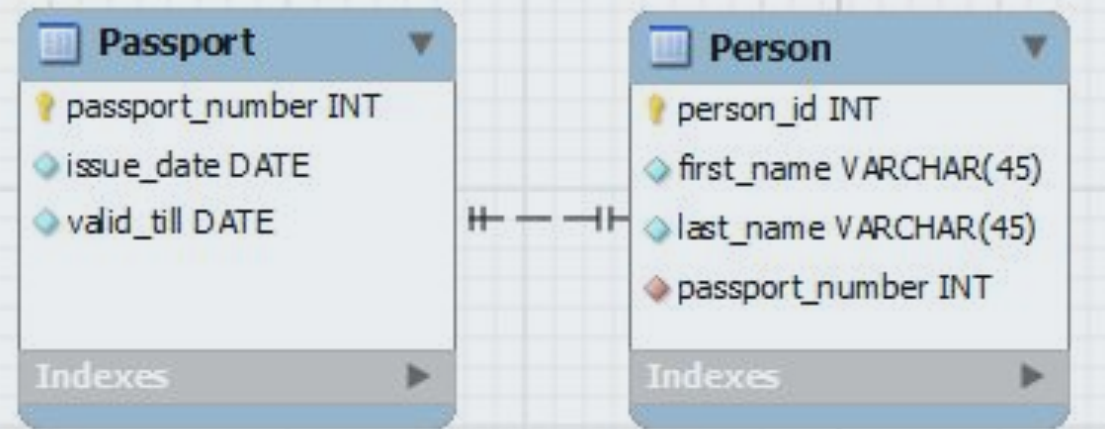 Passport
passport_number INT
issue_date DATE
valid_till DATE
Indexes
Person
person_id INT
first_name VARCHAR(45)
last_name VARCHAR(45)
passport_number INT
Indexes